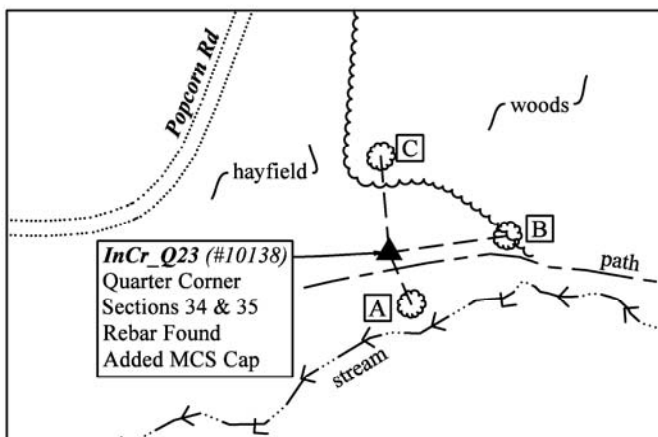 Popcorn Rd
woods
C
hayfield
B
InCr_Q23 (#10138)
Quarter Corner
Sections 34 & 35
Rebar Found
Added MCS Cap
path
A
stream